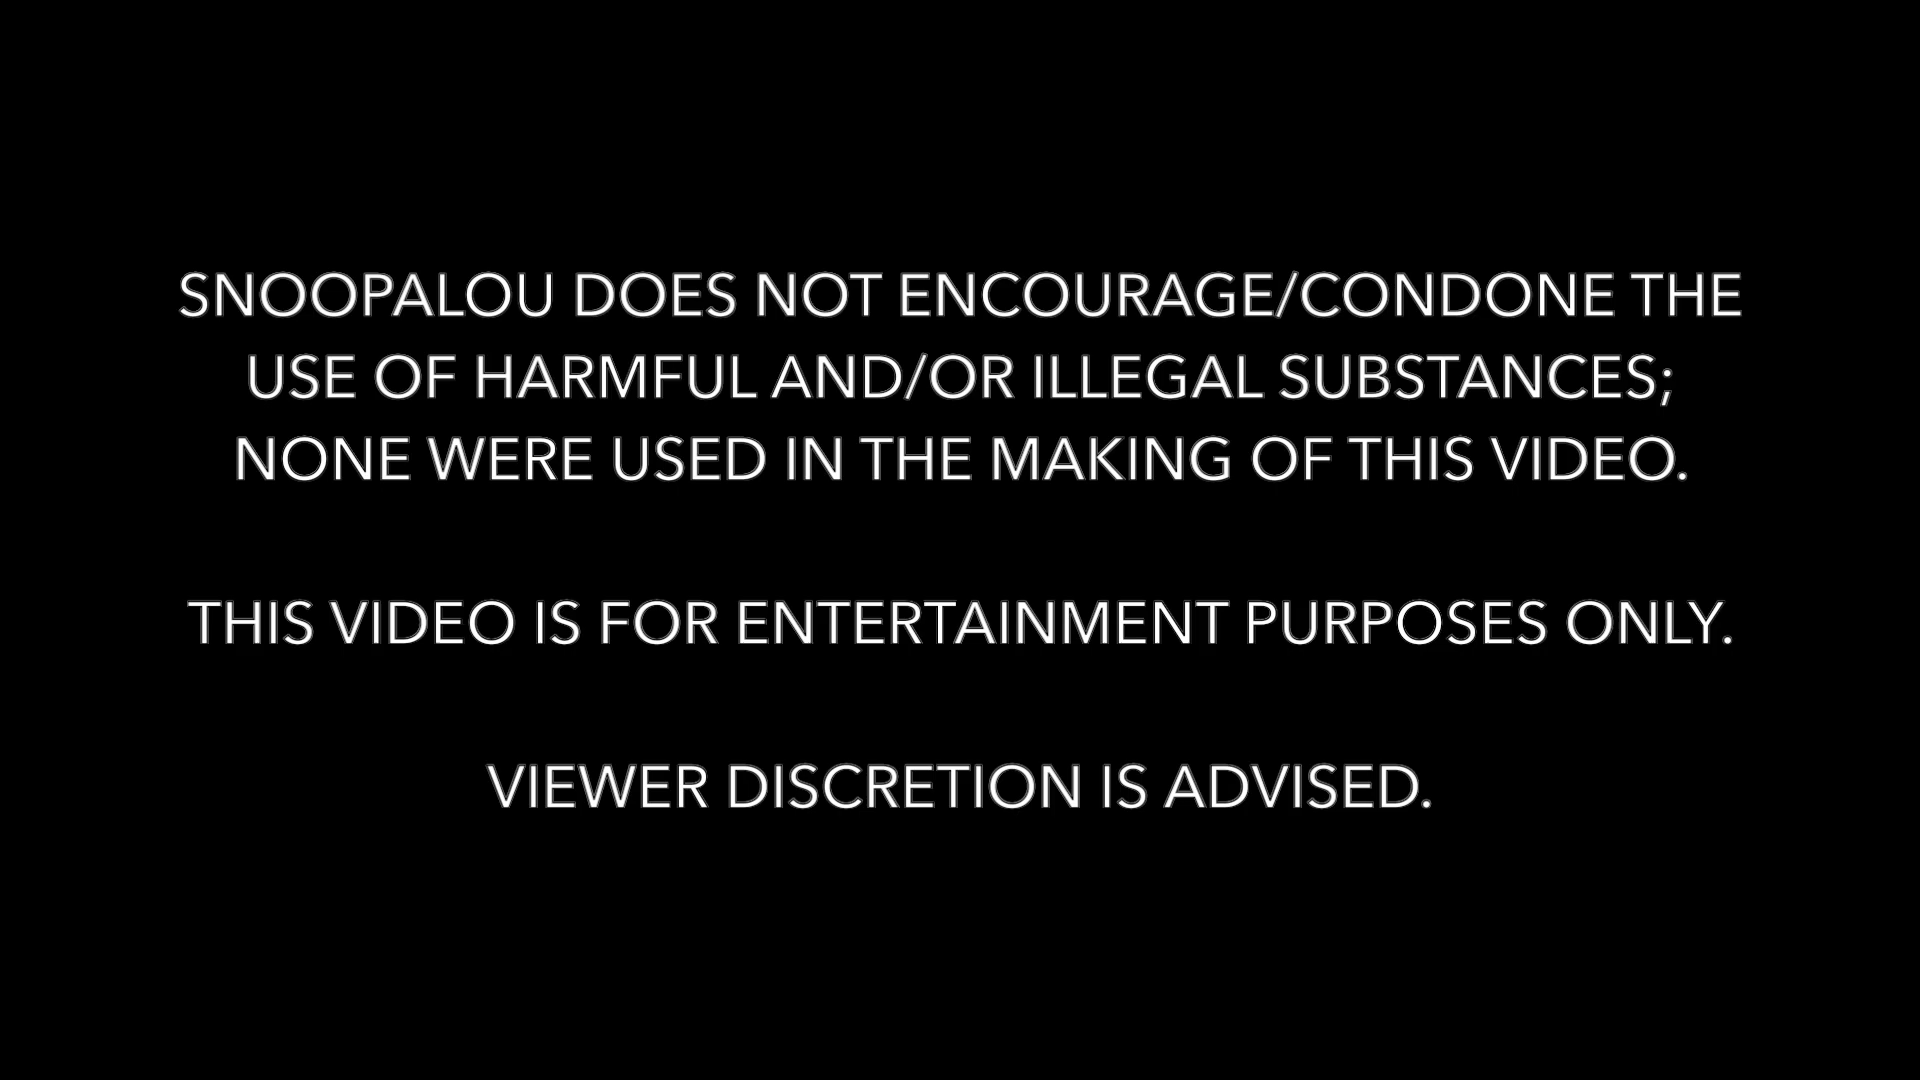 SNOOPALOU DOES NOT ENCOURAGE/CONDONE THE
USE OF HARMFUL AND/OR ILLEGAL SUBSTANCES;
NONE WERE USED IN THE MAKING OF THIS VIDEO.
THIS VIDEO IS FOR ENTERTAINMENT PURPOSES ONLY.
VIEWER DISCRETION IS ADVISED.